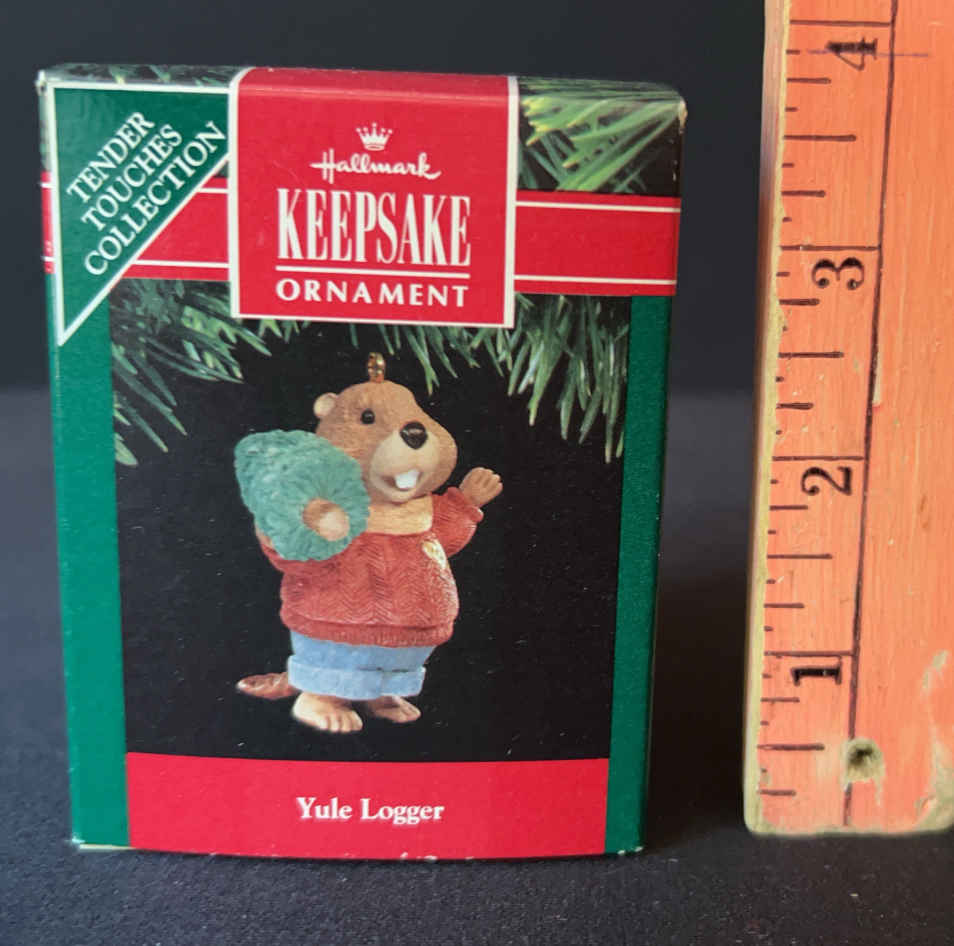 TENDER
TOUCHES
COLLECTION
Hallmark
KEEPSAKE
ORNAMENT
Yule Logger
4
3
2
1